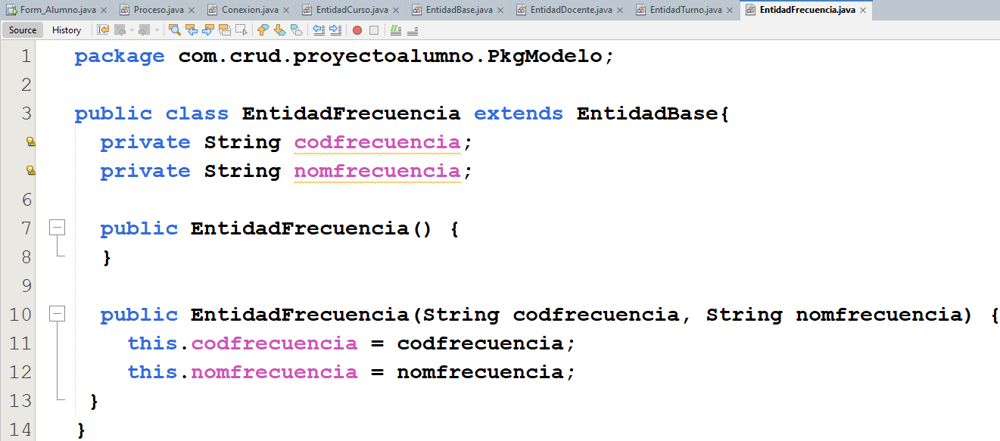 Form_Alumno.java Proceso.java Conexion.java EntidadCurso.java EntidadBase.java EntidadDocente.java EntidadTurno.java EntidadFrecuencia.java
Source History
1 package com.crud.proyectoalumno.PkgModelo;
2
3 public class EntidadFrecuencia extends EntidadBase{
private String codfrecuencia;
private String nomfrecuencia;
6
7 public EntidadFrecuencia() {
8 }
9
10 public EntidadFrecuencia(String codfrecuencia, String nomfrecuencia) {
11 this.codfrecuencia = codfrecuencia;
12 this.nomfrecuencia = nomfrecuencia;
13 }
14 }